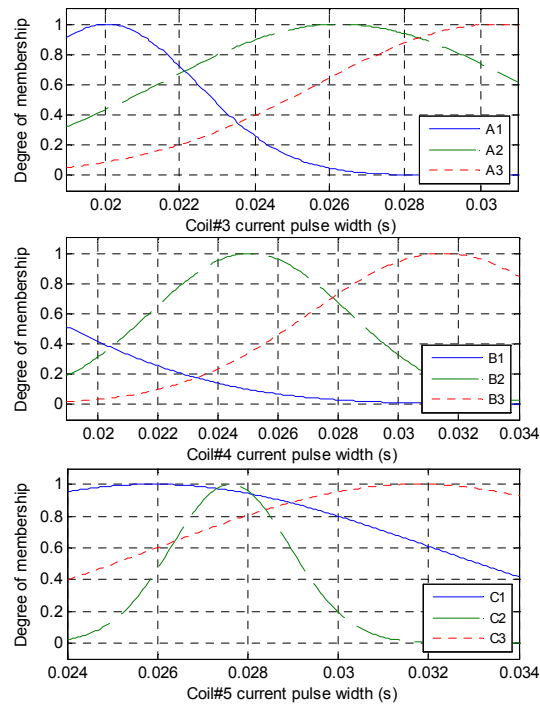 Degree of membership
1
0.8
0.6
0.4
0.2
0
A1
A2
A3
0.02 0.022 0.024 0.026 0.028 0.03
Coil#3 current pulse width (s)
Degree of membership
1
0.8
0.6
0.4
0.2
0
B1
B2
B3
0.02 0.022 0.024 0.026 0.028 0.03 0.032 0.034
Coil#4 current pulse width (s)
Degree of membership
1
0.8
0.6
0.4
0.2
0
C1
C2
C3
0.024 0.026 0.028 0.03 0.032 0.034
Coil#5 current pulse width (s)